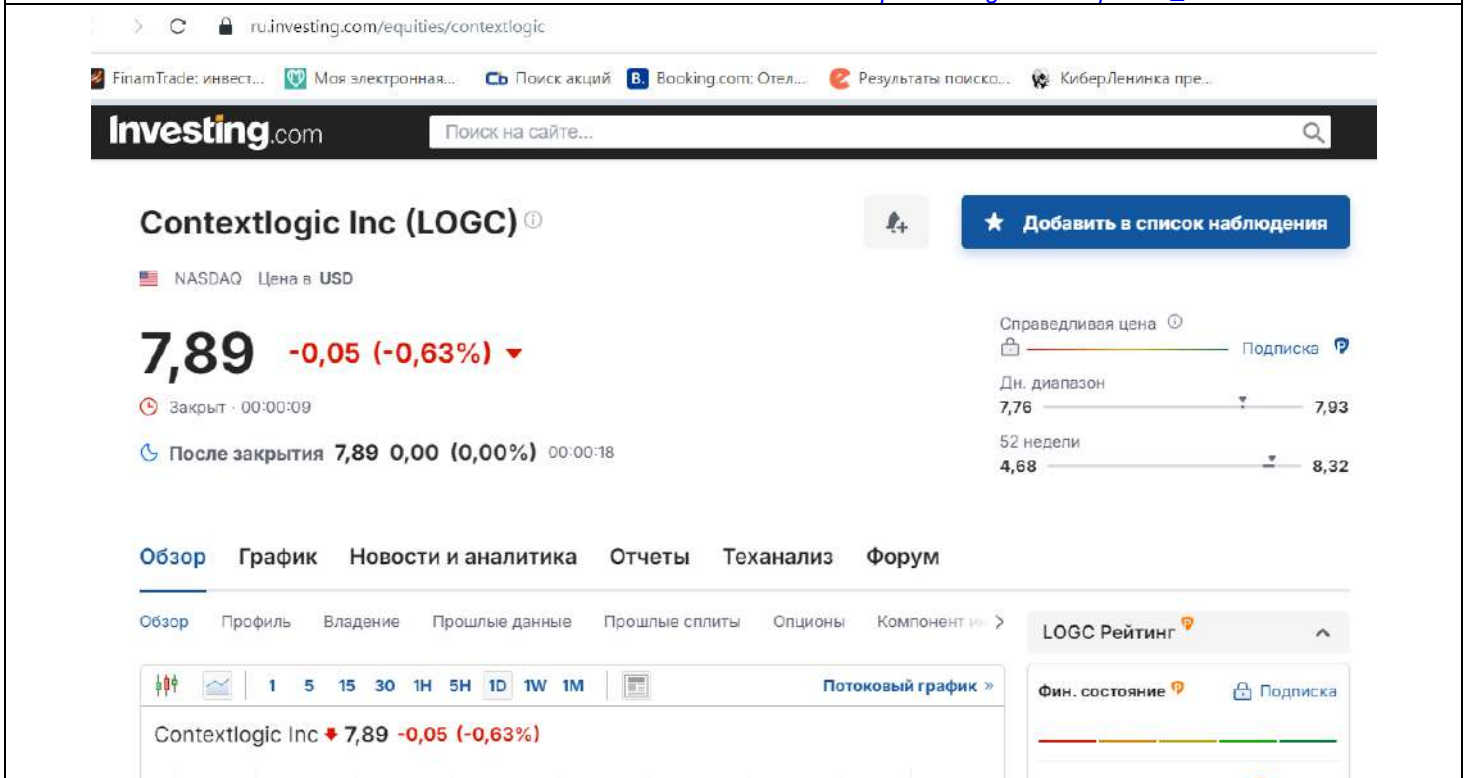 ru.investing.com/equities/contextlogic
FinamTrade: инвест... Моя электронная... Сь Поиск акций B. Booking.com: Отел... Результаты поиско... КиберЛенинка пре...
Investing.com Поиск на сайте...
Contextlogic Inc (LOGC)
Добавить в список наблюдения
NASDAQ Цена в USD
7,89 -0,05 (-0,63%)
Справедливая цена
Подписка
Закрыт · 00:00:09
Дн. диапазон
7,76 7,93
После закрытия 7,89 0,00 (0,00%) 00:00:18
52 недели
4,68 8,32
Обзор График Новости и аналитика Отчеты Теханализ Форум
Обзор Профиль Владение Прошлые данные Прошлые сплиты Опционы Компонент
LOGC Рейтинг
1 5 15 30 1H 5H 1D 1W 1M Потоковый график »
Фин. состояние Подписка
Contextlogic Inc 7,89 -0,05 (-0,63%)